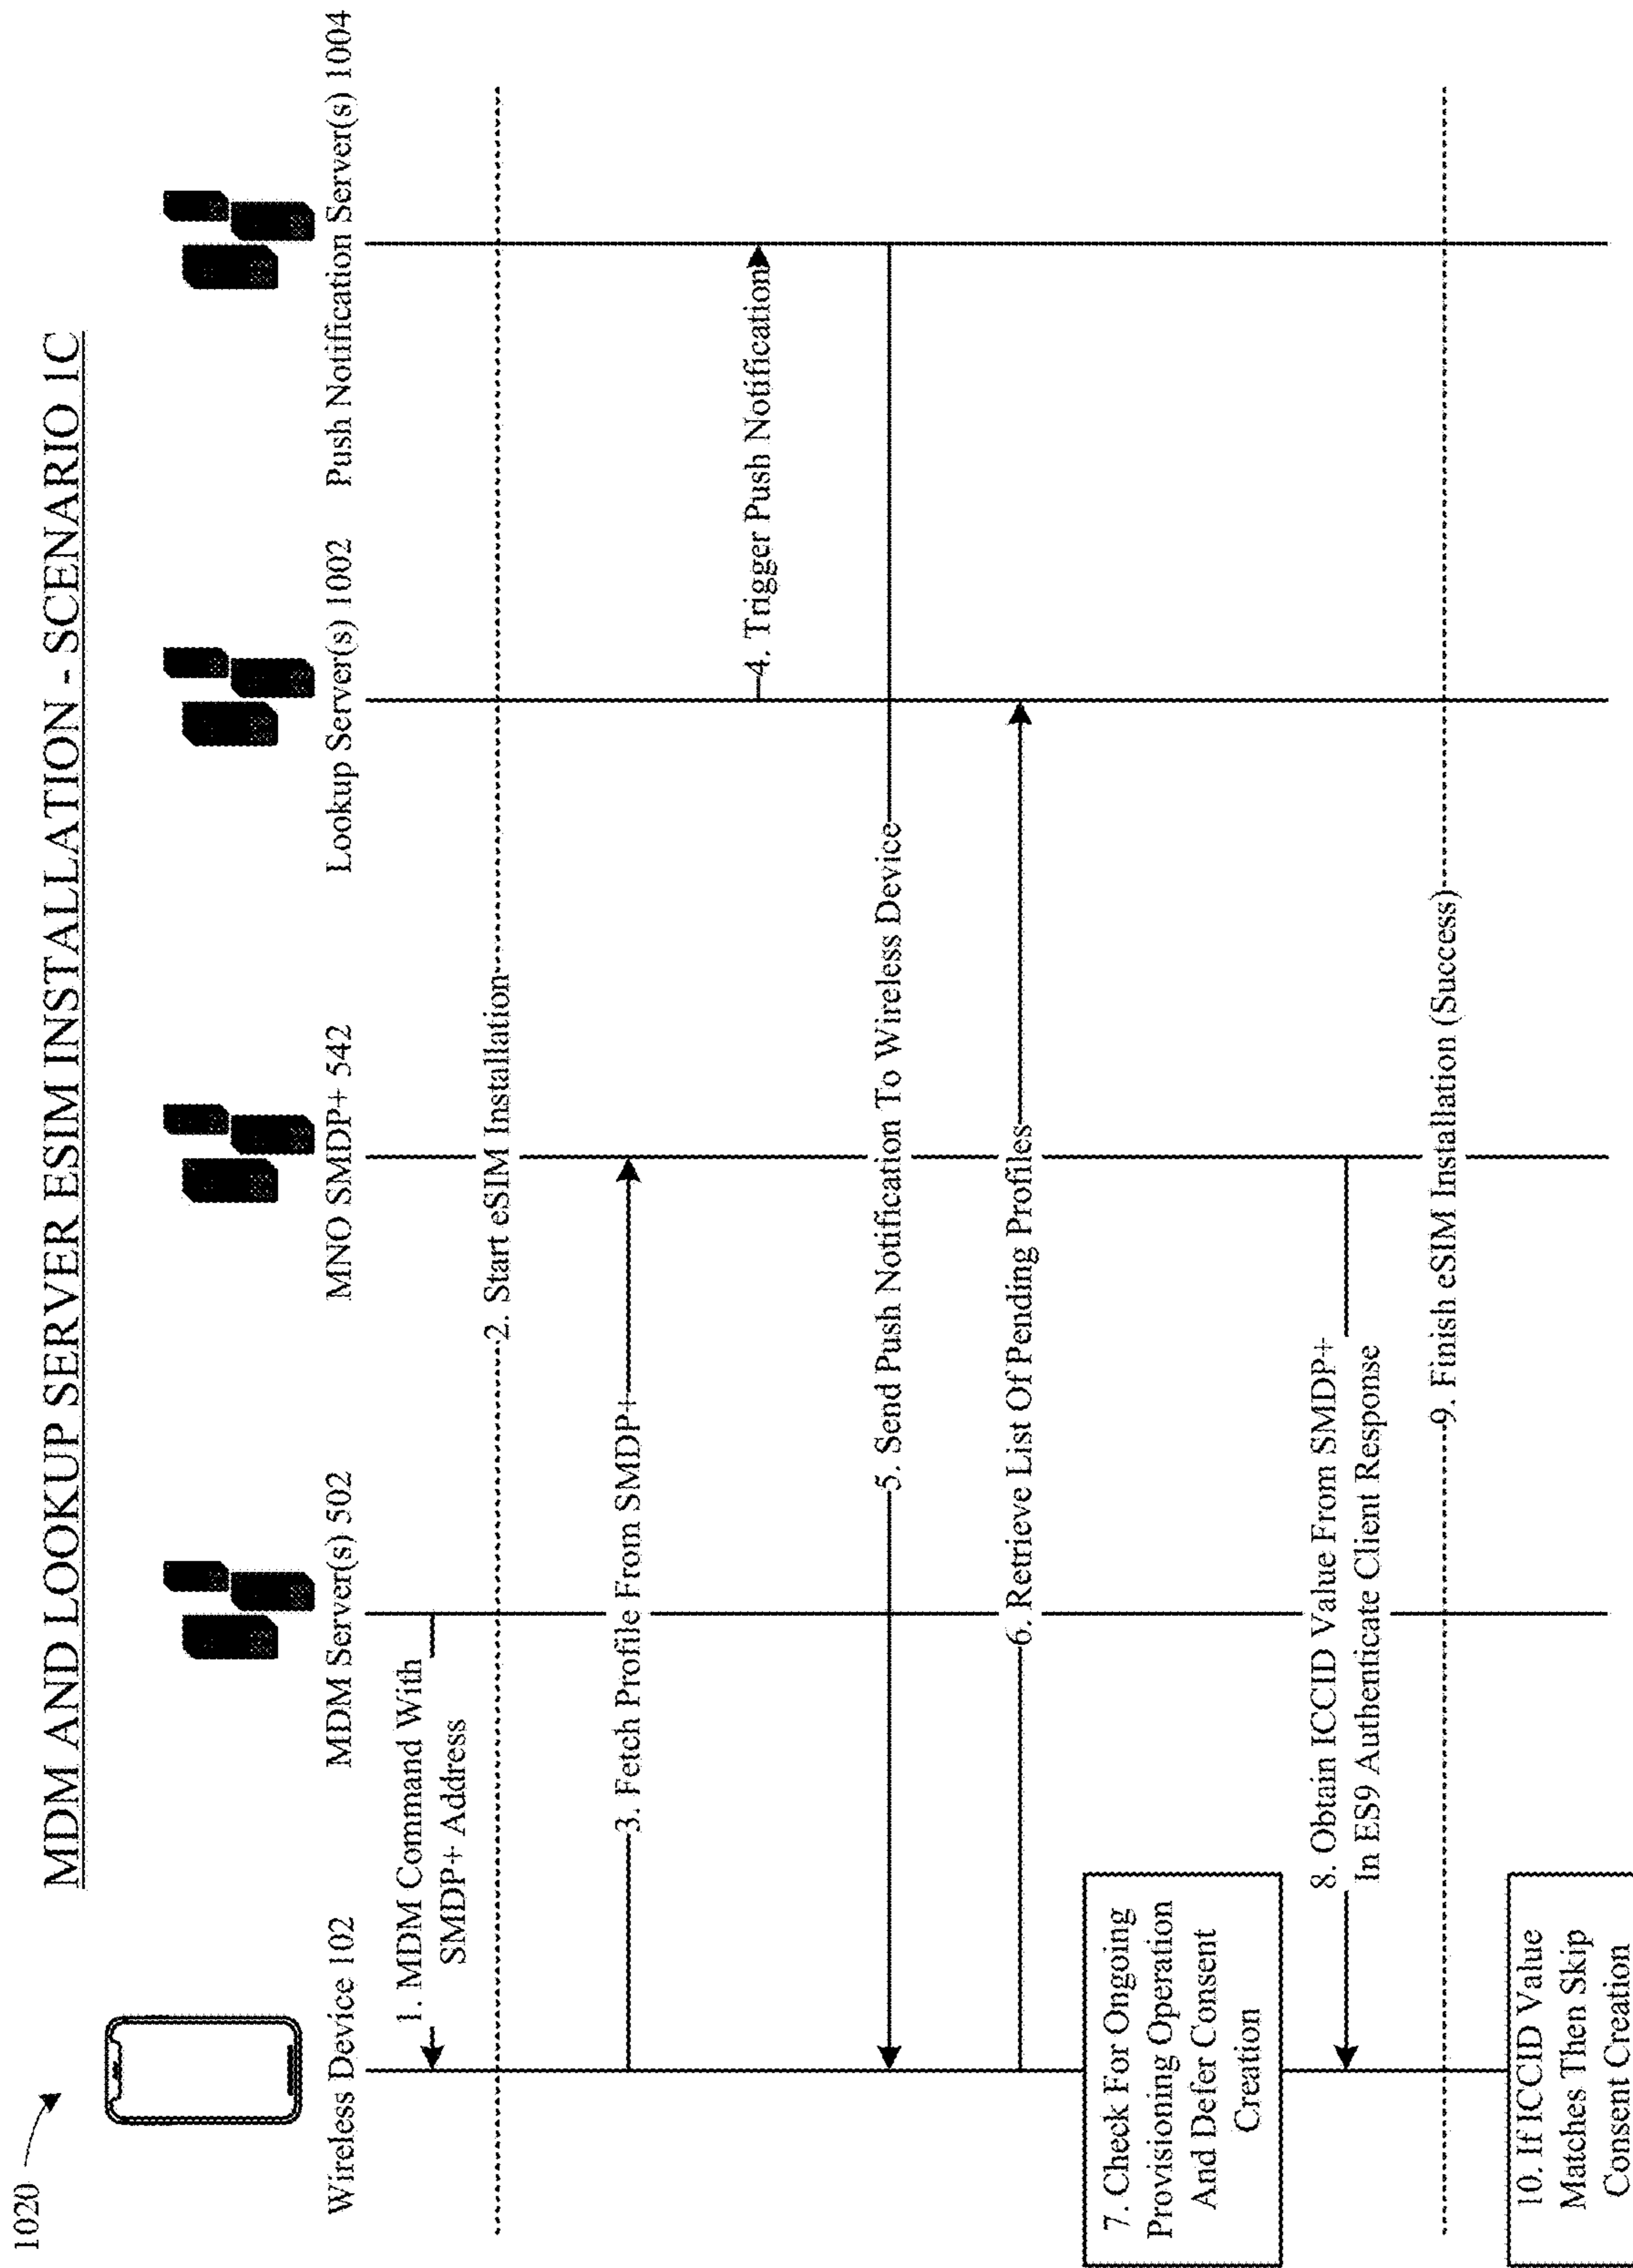 1020
MDM AND LOOKUP SERVER ESIM INSTALLATION - SCENARIO 1C
Wireless Device 102
MDM Server(s) 502
MNO SMDP+ 542
Lookup Server(s) 1002
Push Notification Server(s) 1004
1. MDM Command With
SMDP+ Address
2. Start eSIM Installation
3. Fetch Profile From SMDP+
4. Trigger Push Notification
5. Send Push Notification To Wireless Device
6. Retrieve List Of Pending Profiles
7. Check For Ongoing
Provisioning Operation
And Defer Consent
Creation
8. Obtain ICCID Value From SMDP+
In ES9 Authenticate Client Response
9. Finish eSIM Installation (Success)
10. If ICCID Value
Matches Then Skip
Consent Creation